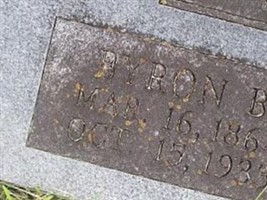 BYRON B
MAR. 16, 186
OCT. 15, 193